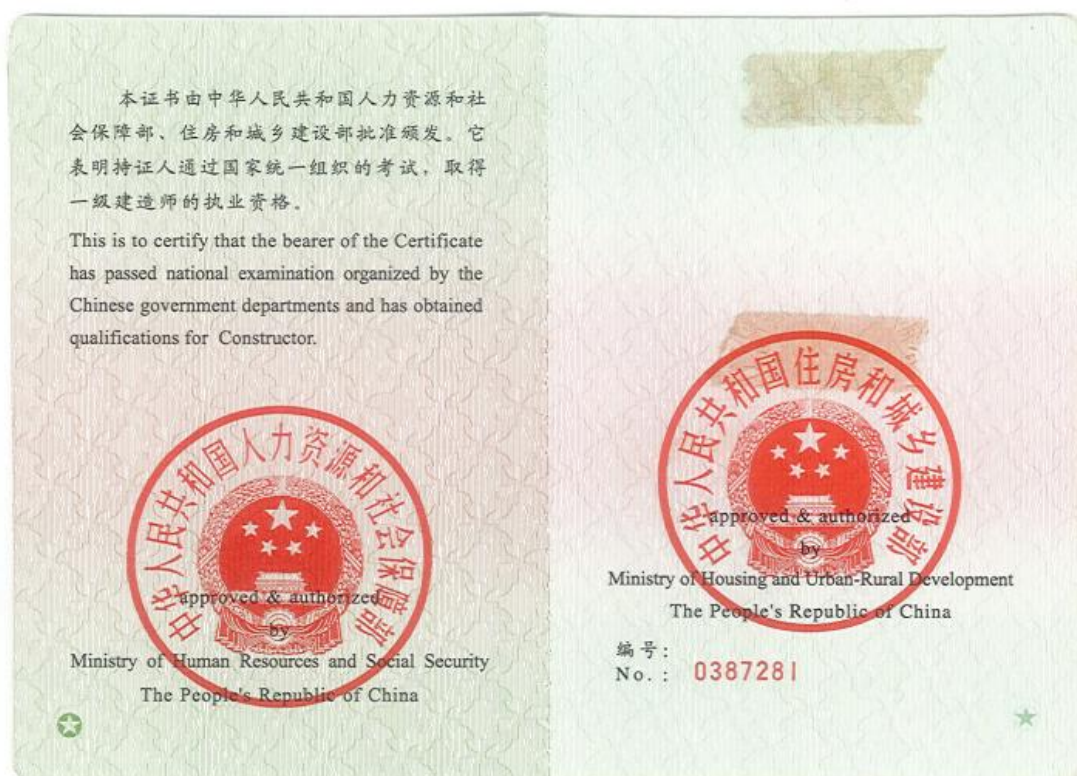 本证书由中华人民共和国人力资源和社
会保障部、住房和城乡建设部批准颁发。它
表明持证人通过国家统一组织的考试，取得
一级建造师的执业资格。
This is to certify that the bearer of the Certificate
has passed national examination organized by the
Chinese government departments and has obtained
qualifications for Constructor.
中华人民共和国人力资源和社会保障部
approved & authorized
by
Ministry of Human Resources and Social Security
The People's Republic of China
中华人民共和国住房和城乡建设部
approved & authorized
by
Ministry of Housing and Urban-Rural Development
The People's Republic of China
编号:
No.: 0387281